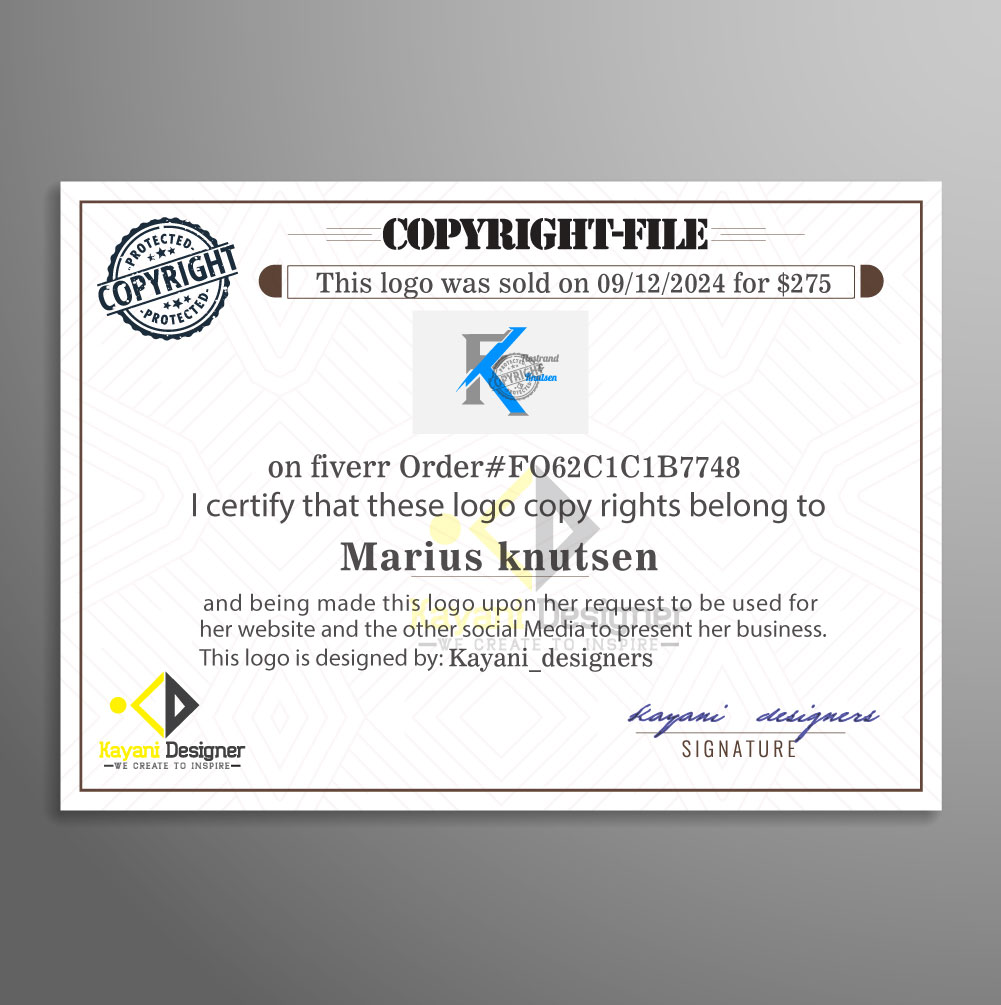 COPYRIGHT-FILE
PROTECTED
COPYRIGHT
PROTECTED
This logo was sold on 09/12/2024 for $275
FK
PROTECTED
COPYRIGHT
PROTECTED
Knutsen
on fiverr Order#FO62C1C1B7748
I certify that these logo copy rights belong to
Marius knutsen
and being made this logo upon her request to be used for
her website and the other social Media to present her business.
This logo is designed by: Kayani_designers
Kayani Designer
—WE CREATE TO INSPIRE—
Kayani Designer
—WE CREATE TO INSPIRE—
kayani designers
SIGNATURE